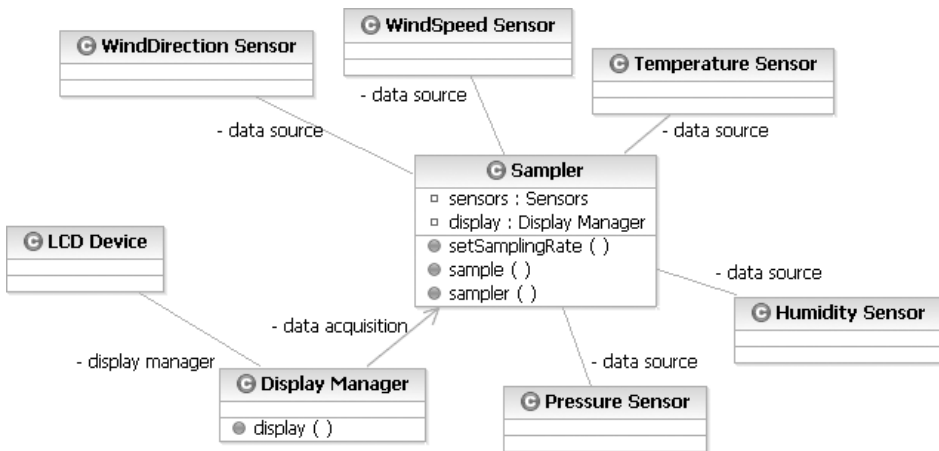 WindDirection Sensor
WindSpeed Sensor
Temperature Sensor
- data source
- data source
- data source
Sampler
sensors : Sensors
display : Display Manager
setSamplingRate ( )
sample ( )
sampler ( )
LCD Device
- data source
Humidity Sensor
- data acquisition
- display manager
- data source
Display Manager
display ( )
Pressure Sensor